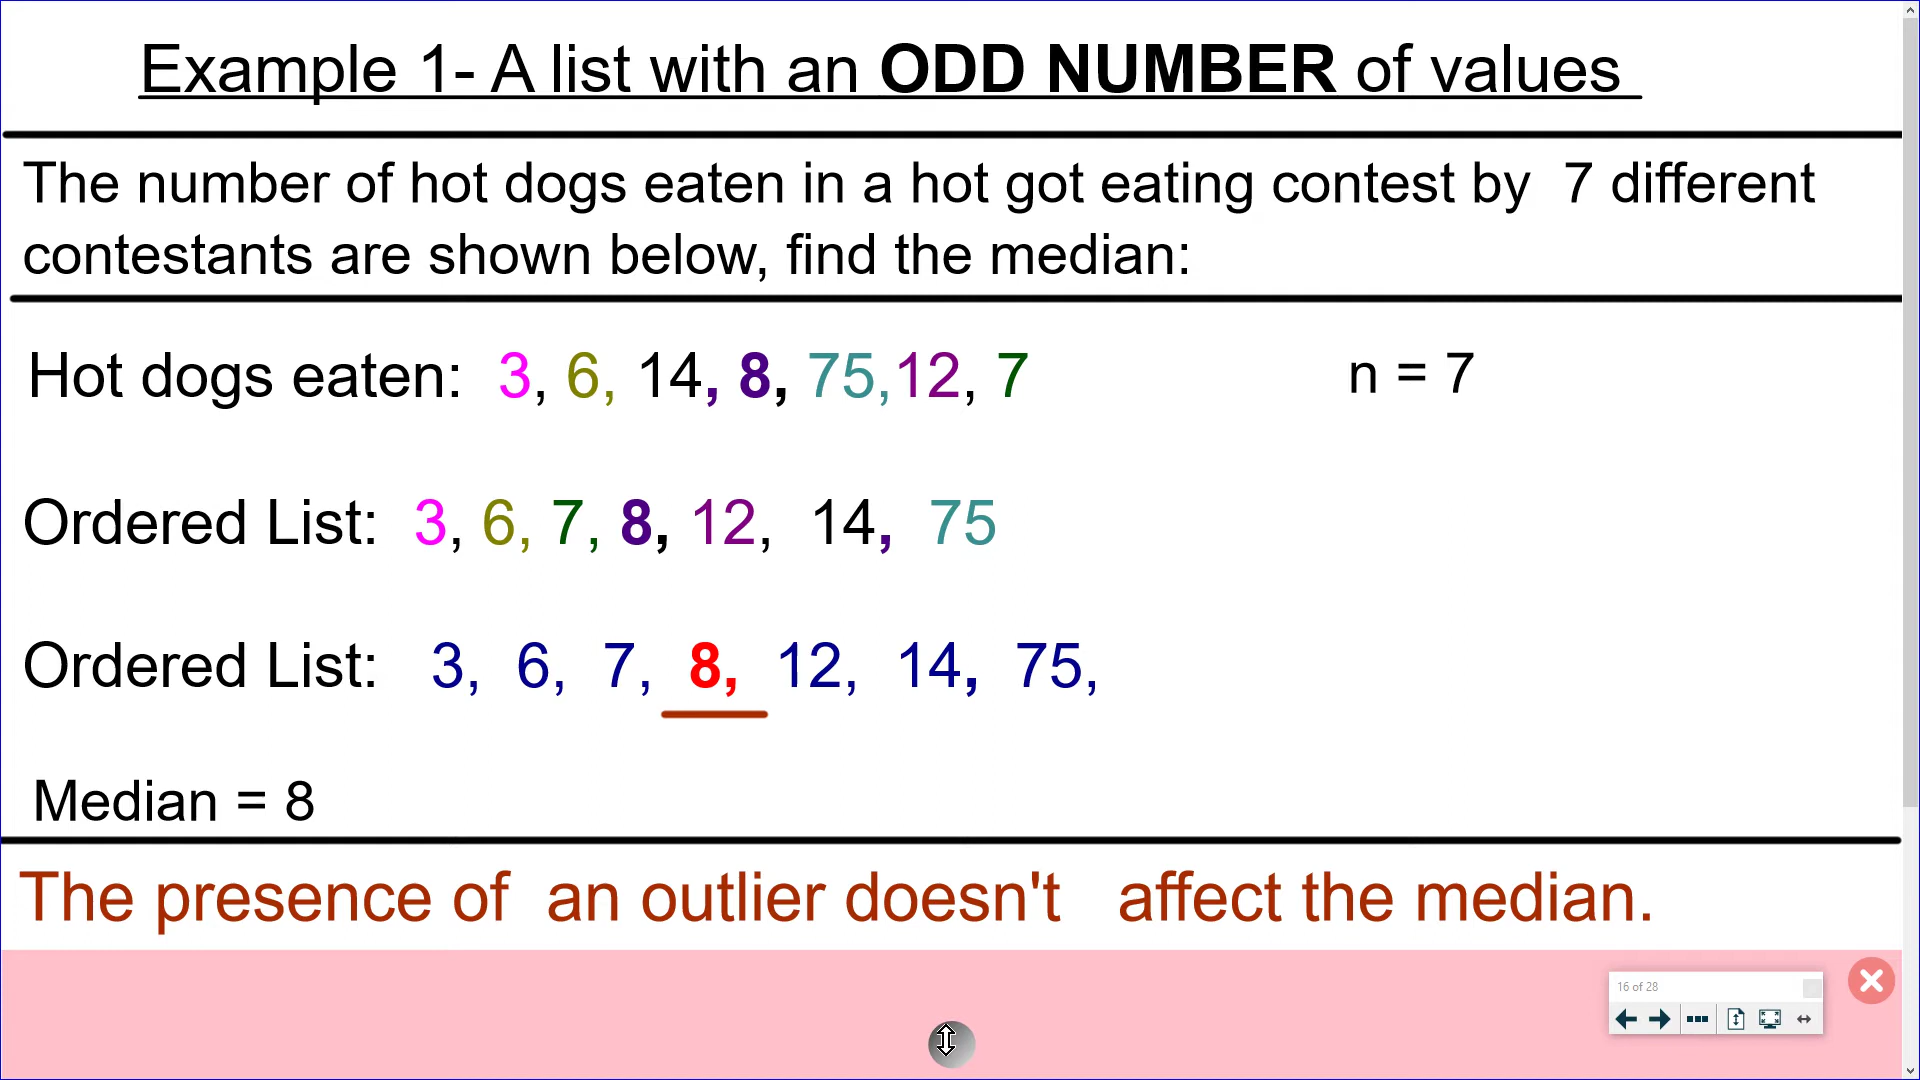 Example 1- A list with an ODD NUMBER of values
The number of hot dogs eaten in a hot got eating contest by 7 different
contestants are shown below, find the median:
Hot dogs eaten: 3, 6, 14, 8, 75,12, 7
n = 7
Ordered List: 3, 6, 7, 8, 12, 14, 75
Ordered List: 3, 6, 7, 8, 12, 14, 75,
Median = 8
The presence of an outlier doesn't affect the median.
16 of 28